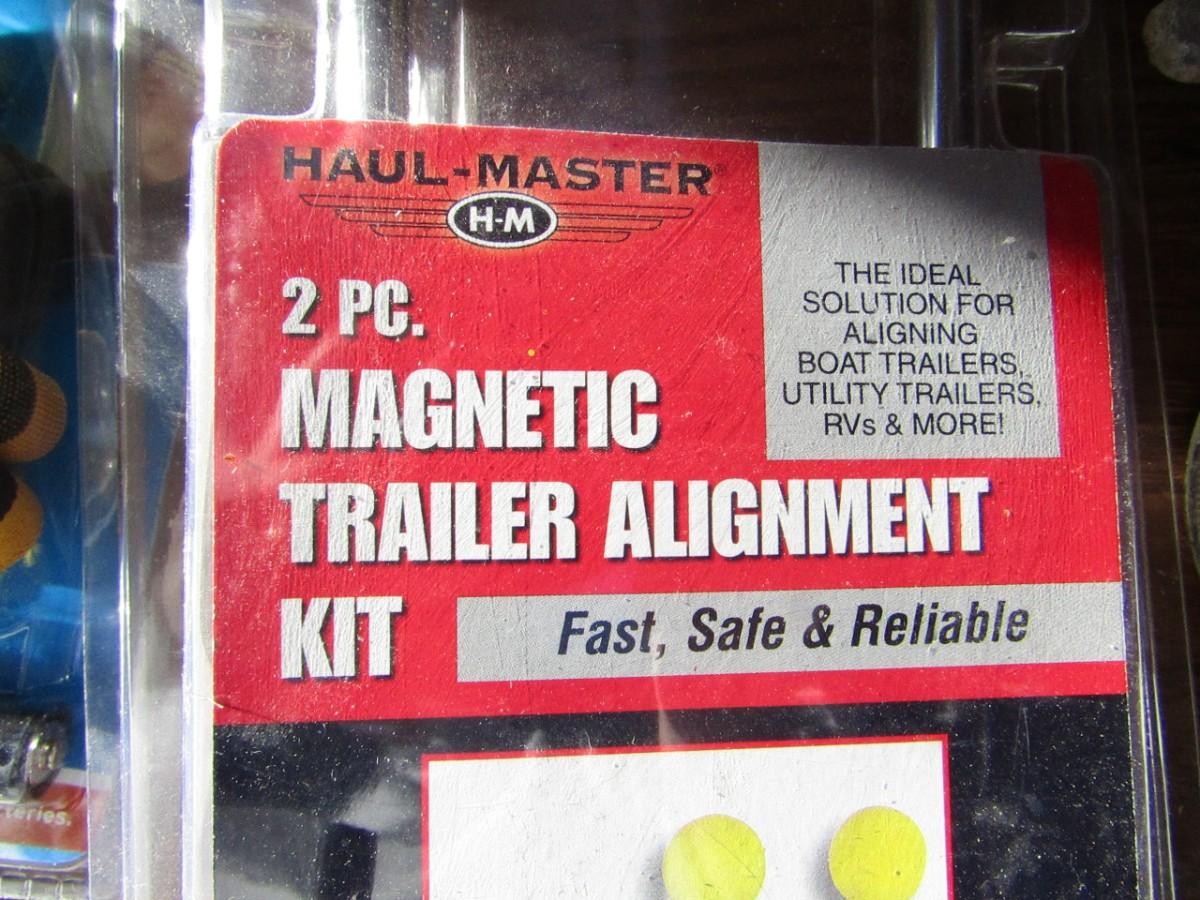 HAUL-MASTER®
H-M
2 PC.
MAGNETIC
TRAILER ALIGNMENT
KIT
Fast, Safe & Reliable
THE IDEAL
SOLUTION FOR
ALIGNING
BOAT TRAILERS,
UTILITY TRAILERS,
RVs & MORE!